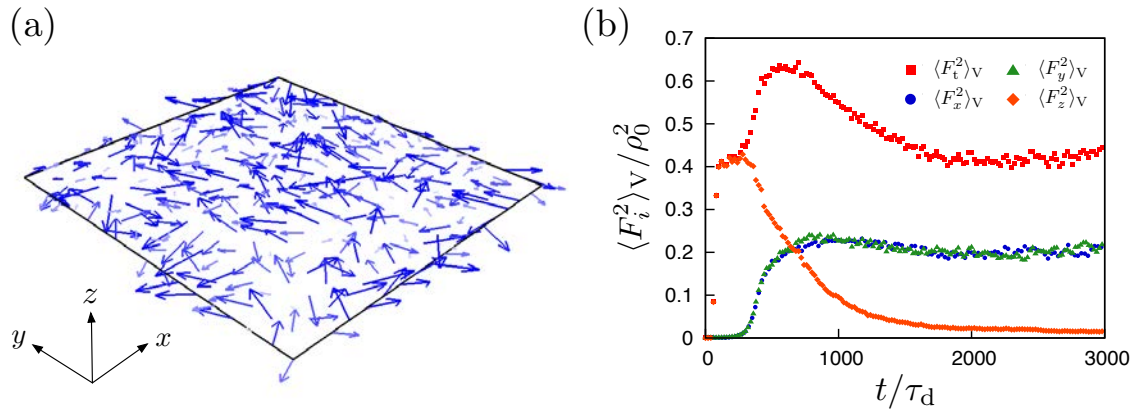 (a)
z
y
x
(b)
⟨F_i^2⟩_V/ρ_0^2
0.7
0.6
0.5
0.4
0.3
0.2
0.1
0
⟨F_t^2⟩_V ⟨F_y^2⟩_V
⟨F_x^2⟩_V ⟨F_z^2⟩_V
0 1000 2000 3000
t/τ_d